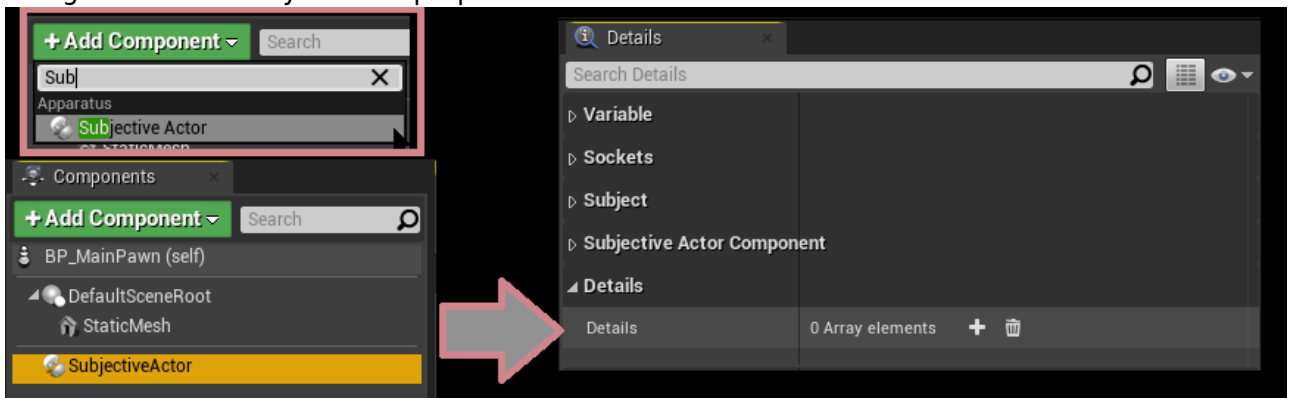 + Add Component
Search
Sub
Apparatus
Subjective Actor
StaticMesh
Components
+ Add Component
Search
BP_MainPawn (self)
DefaultSceneRoot
StaticMesh
SubjectiveActor
Details
Search Details
Variable
Sockets
Subject
Subjective Actor Component
Details
Details
0 Array elements